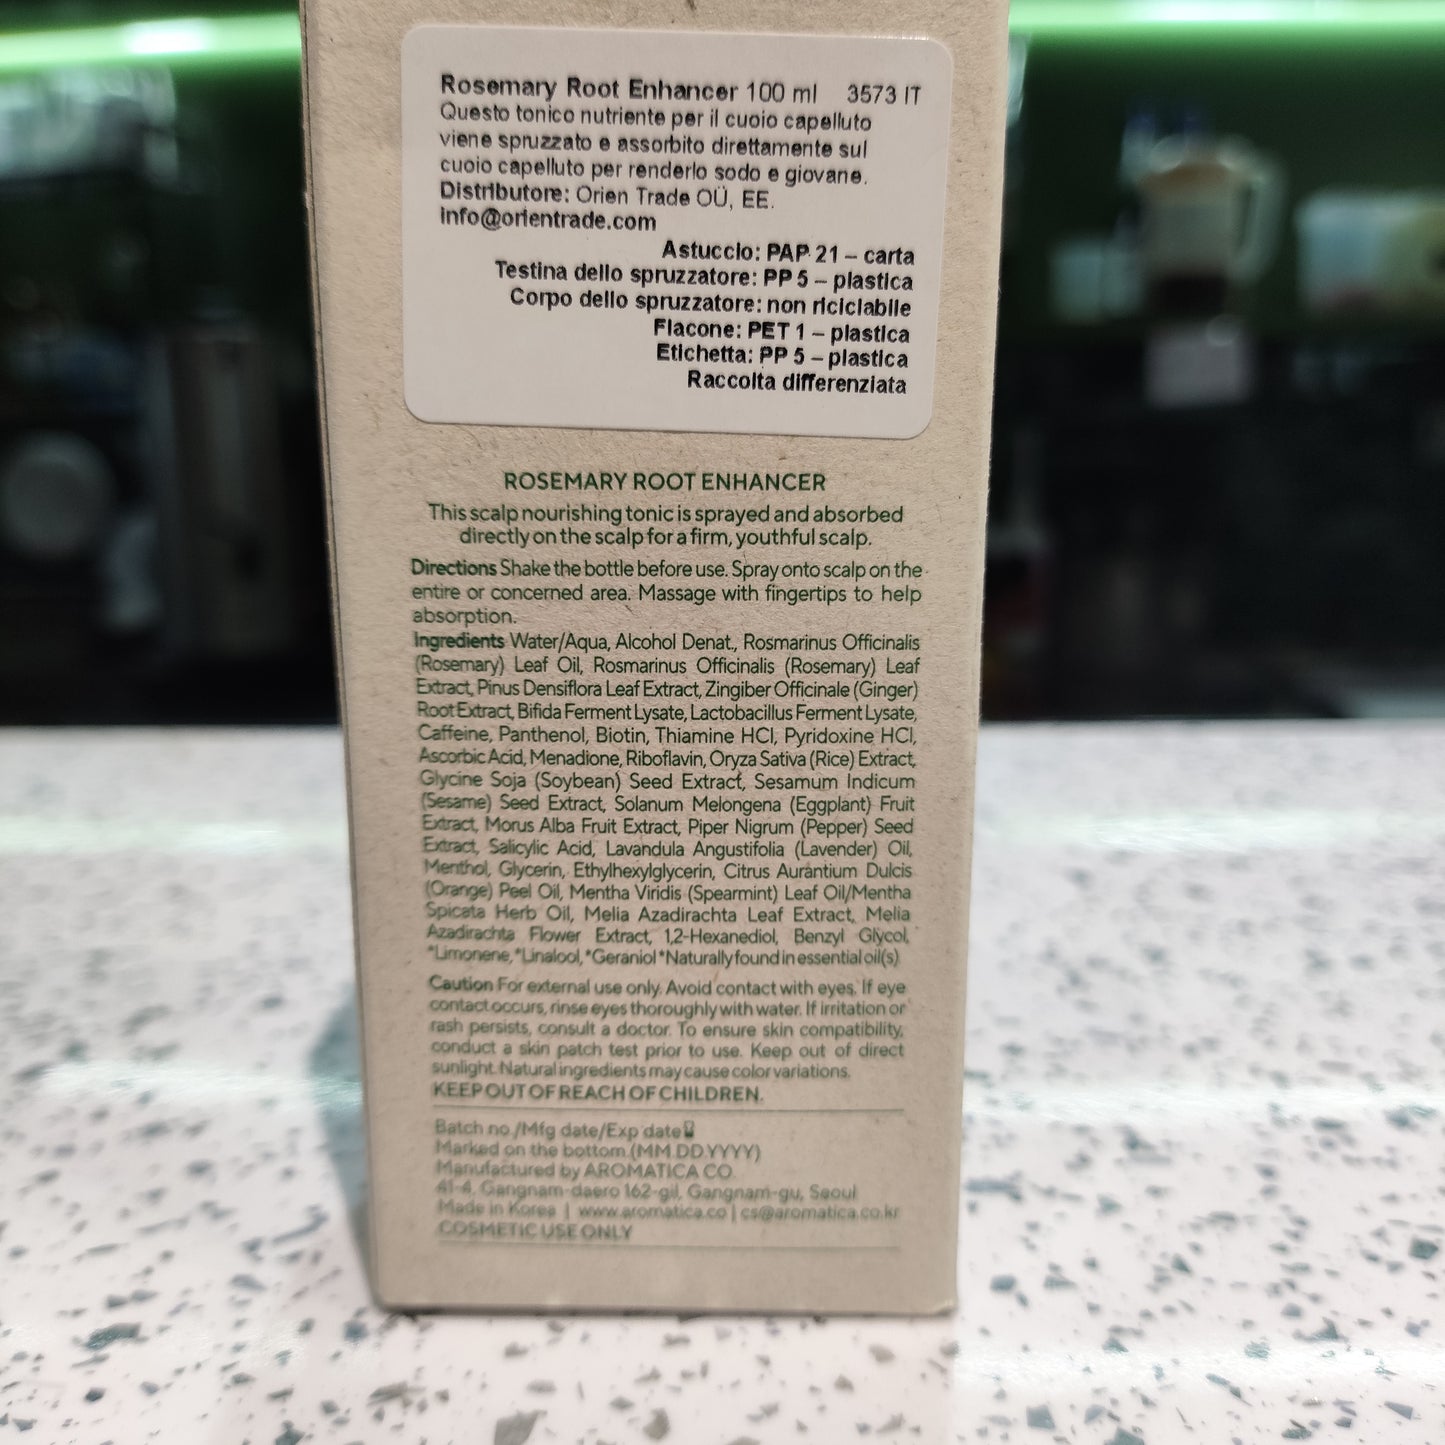 Rosemary Root Enhancer 100 ml 3573 IT
Questo tonico nutriente per il cuoio capelluto
viene spruzzato e assorbito direttamente sul
cuoio capelluto per renderlo sodo e giovane.
Distributore: Orien Trade OÜ, EE.
info@orientrade.com
Astuccio: PAP 21 – carta
Testina dello spruzzatore: PP 5 – plastica
Corpo dello spruzzatore: non riciclabile
Flacone: PET 1 – plastica
Etichetta: PP 5 – plastica
Raccolta differenziata
ROSEMARY ROOT ENHANCER
This scalp nourishing tonic is sprayed and absorbed
directly on the scalp for a firm, youthful scalp.
Directions Shake the bottle before use. Spray onto scalp on the
entire or concerned area. Massage with fingertips to help
absorption.
Ingredients Water/Aqua, Alcohol Denat., Rosmarinus Officinalis
(Rosemary) Leaf Oil, Rosmarinus Officinalis (Rosemary) Leaf
Extract, Pinus Densiflora Leaf Extract, Zingiber Officinale (Ginger)
Root Extract, Bifida Ferment Lysate, Lactobacillus Ferment Lysate,
Caffeine, Panthenol, Biotin, Thiamine HCl, Pyridoxine HCl,
Ascorbic Acid, Menadione, Riboflavin, Oryza Sativa (Rice) Extract,
Glycine Soja (Soybean) Seed Extract, Sesamum Indicum
(Sesame) Seed Extract, Solanum Melongena (Eggplant) Fruit
Extract, Morus Alba Fruit Extract, Piper Nigrum (Pepper) Seed
Extract, Salicylic Acid, Lavandula Angustifolia (Lavender) Oil,
Menthol, Glycerin, Ethylhexylglycerin, Citrus Aurantium Dulcis
(Orange) Peel Oil, Mentha Viridis (Spearmint) Leaf Oil/Mentha
Spicata Herb Oil, Melia Azadirachta Leaf Extract, Melia
Azadirachta Flower Extract, 1,2-Hexanediol, Benzyl Glycol,
*Limonene, *Linalool, *Geraniol *Naturally found in essential oil(s)
Caution For external use only. Avoid contact with eyes. If eye
contact occurs, rinse eyes thoroughly with water. If irritation or
rash persists, consult a doctor. To ensure skin compatibility,
conduct a skin patch test prior to use. Keep out of direct
sunlight. Natural ingredients may cause color variations.
KEEP OUT OF REACH OF CHILDREN.
Batch no./Mfg date/Exp date
Marked on the bottom (MM.DD.YYYY)
Manufactured by AROMATICA CO.
41-4, Gangnam-daero 162-gil, Gangnam-gu, Seoul
Made in Korea | www.aromatica.co | cs@aromatica.co.kr
COSMETIC USE ONLY